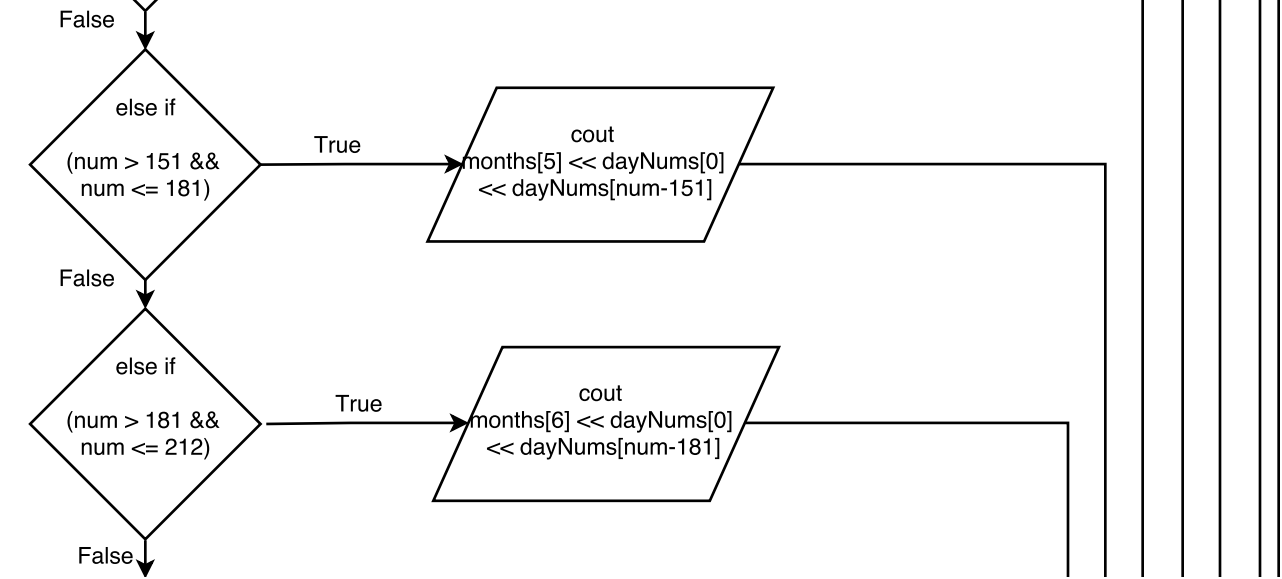 False
else if
(num > 151 &&
num <= 181)
True
cout
months[5] << dayNums[0]
<< dayNums[num-151]
False
else if
(num > 181 &&
num <= 212)
True
cout
months[6] << dayNums[0]
<< dayNums[num-181]
False